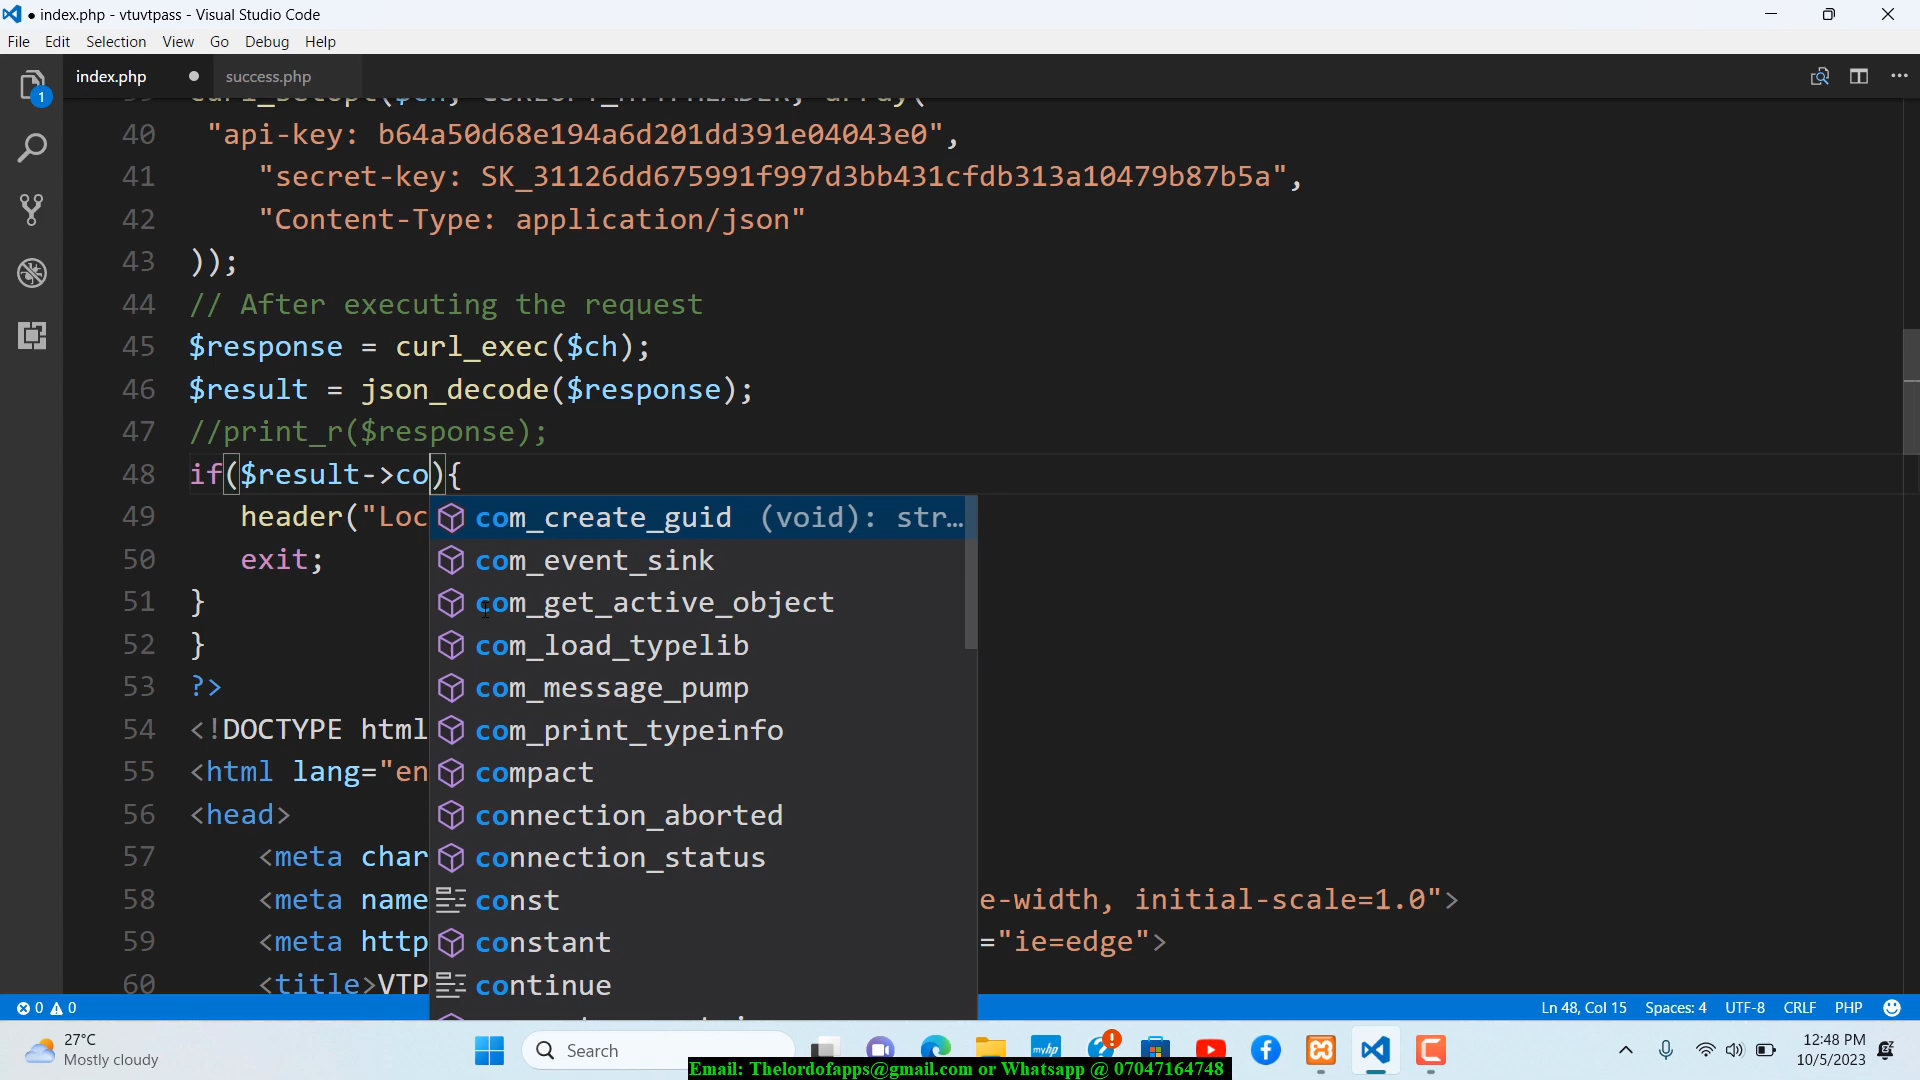 index.php - vtuvtpass - Visual Studio Code
File Edit Selection View Go Debug Help
index.php success.php
1
40 "api-key: b64a50d68e194a6d201dd391e04043e0",
41 "secret-key: SK_31126dd675991f997d3bb431cfdb313a10479b87b5a",
42 "Content-Type: application/json"
43 ));
44 // After executing the request
45 $response = curl_exec($ch);
46 $result = json_decode($response);
47 //print_r($response);
48 if($result->co){
49 header("Loc
50 exit;
51 }
52 }
53 ?>
54 <!DOCTYPE html
55 <html lang="en
56 <head>
57 <meta char
58 <meta name e-width, initial-scale=1.0">
59 <meta http ="ie=edge">
60 <title>VTP
com_create_guid (void): str…
com_event_sink
com_get_active_object
com_load_typelib
com_message_pump
com_print_typeinfo
compact
connection_aborted
connection_status
const
constant
continue
0 0 Ln 48, Col 15 Spaces: 4 UTF-8 CRLF PHP
27°C
Mostly cloudy
Search
myhp
12:48 PM
10/5/2023
Email: Thelordofapps@gmail.com or Whatsapp @ 07047164748